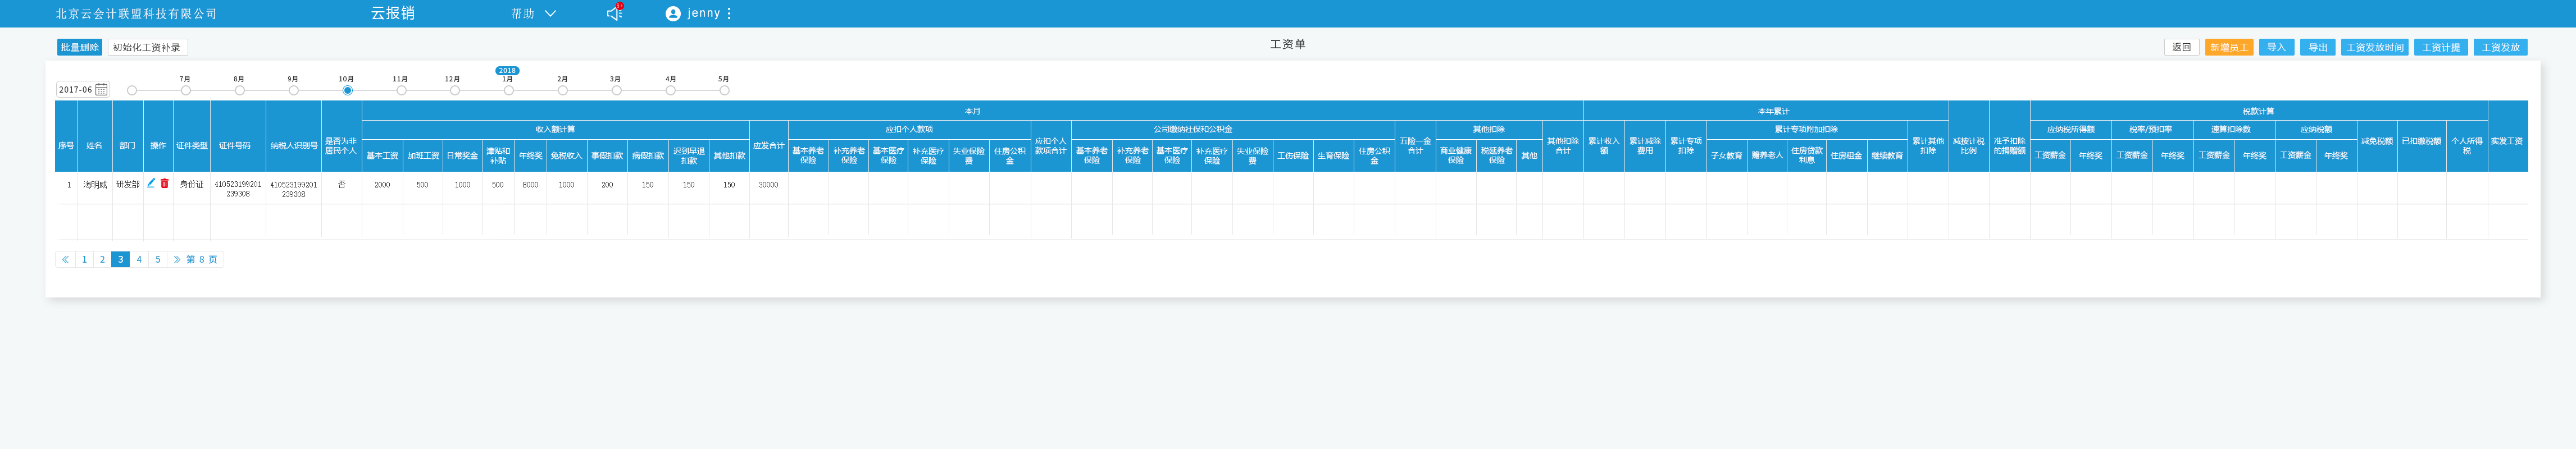 北京云会计联盟科技有限公司 云报销 帮助 jenny
批量删除 初始化工资补录 工资单 返回 新增员工 导入 导出 工资发放时间 工资计提 工资发放
2018
7月 8月 9月 10月 11月 12月 1月 2月 3月 4月 5月
2017-06
本月 本年累计 税款计算
收入额计算 应扣个人款项 公司缴纳社保和公积金 其他扣除 累计专项附加扣除 应纳税所得额 税率/预扣率 速算扣除数 应纳税额
序号 姓名 部门 操作 证件类型 证件号码 纳税人识别号 是否为非居民个人 基本工资 加班工资 日常奖金 津贴和补贴 年终奖 免税收入 事假扣款 病假扣款 迟到早退扣款 其他扣款 应发合计 基本养老保险 补充养老保险 基本医疗保险 补充医疗保险 失业保险费 住房公积金 应扣个人款项合计 基本养老保险 补充养老保险 基本医疗保险 补充医疗保险 失业保险费 工伤保险 生育保险 住房公积金 五险一金合计 商业健康保险 税延养老保险 其他 其他扣除合计 累计收入额 累计减除费用 累计专项扣除 子女教育 赡养老人 住房贷款利息 住房租金 继续教育 累计其他扣除 减按计税比例 准予扣除的捐赠额 工资薪金 年终奖 工资薪金 年终奖 工资薪金 年终奖 工资薪金 年终奖 减免税额 已扣缴税额 个人所得税 实发工资
1 海明威 研发部 身份证 410523199201239308 410523199201239308 否 2000 500 1000 500 8000 1000 200 150 150 150 30000
« 1 2 3 4 5 » 第 8 页